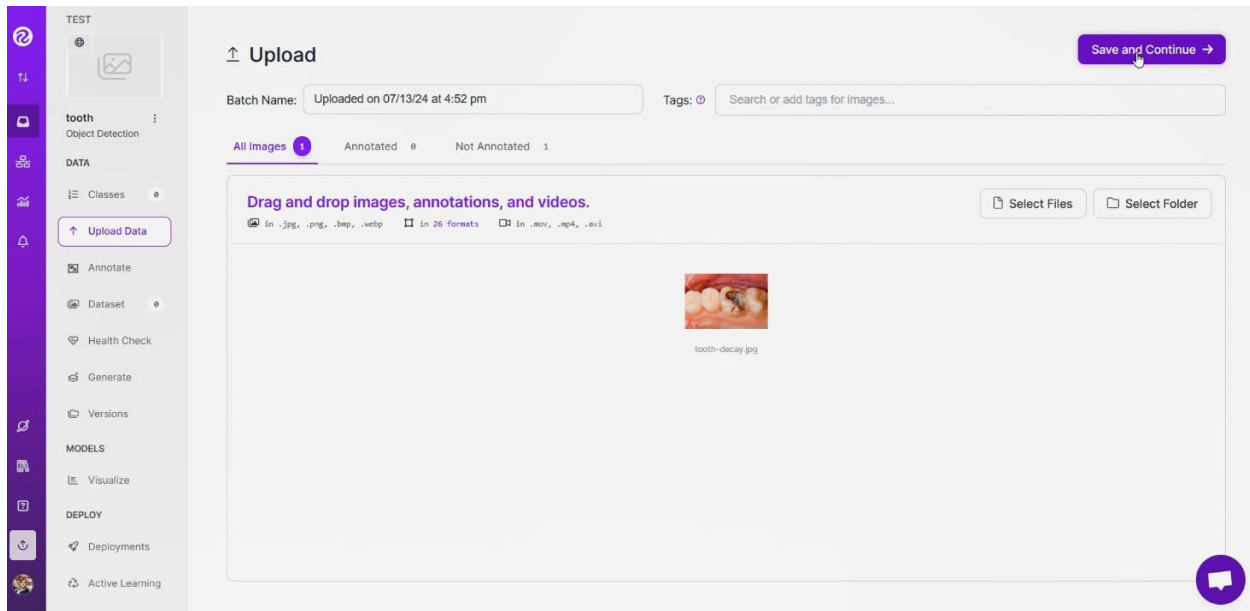 TEST
tooth
Object Detection
DATA
Classes 0
Upload Data
Annotate
Dataset 0
Health Check
Generate
Versions
MODELS
Visualize
DEPLOY
Deployments
Active Learning
Upload
Save and Continue →
Batch Name: Uploaded on 07/13/24 at 4:52 pm
Tags: Search or add tags for images...
All Images 1 Annotated 0 Not Annotated 1
Drag and drop images, annotations, and videos.
in .jpg, .png, .bmp, .webp in 26 formats in .mov, .mp4, .avi
Select Files Select Folder
tooth-decay.jpg